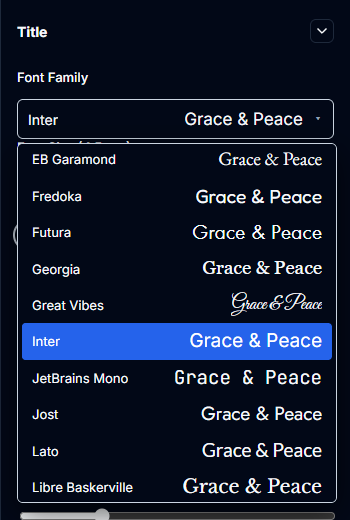 Title
Font Family
Inter Grace & Peace
EB Garamond Grace & Peace
Fredoka Grace & Peace
Futura Grace & Peace
Georgia Grace & Peace
Great Vibes Grace & Peace
Inter Grace & Peace
JetBrains Mono Grace & Peace
Jost Grace & Peace
Lato Grace & Peace
Libre Baskerville Grace & Peace